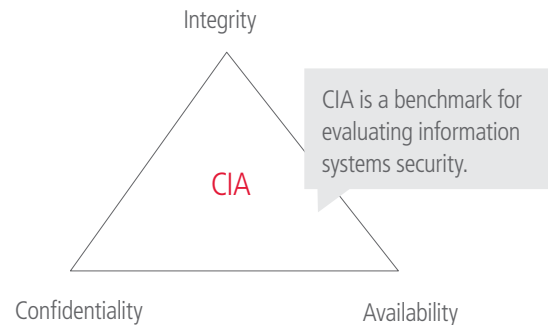 Integrity
CIA is a benchmark for
evaluating information
systems security.
CIA
Confidentiality
Availability